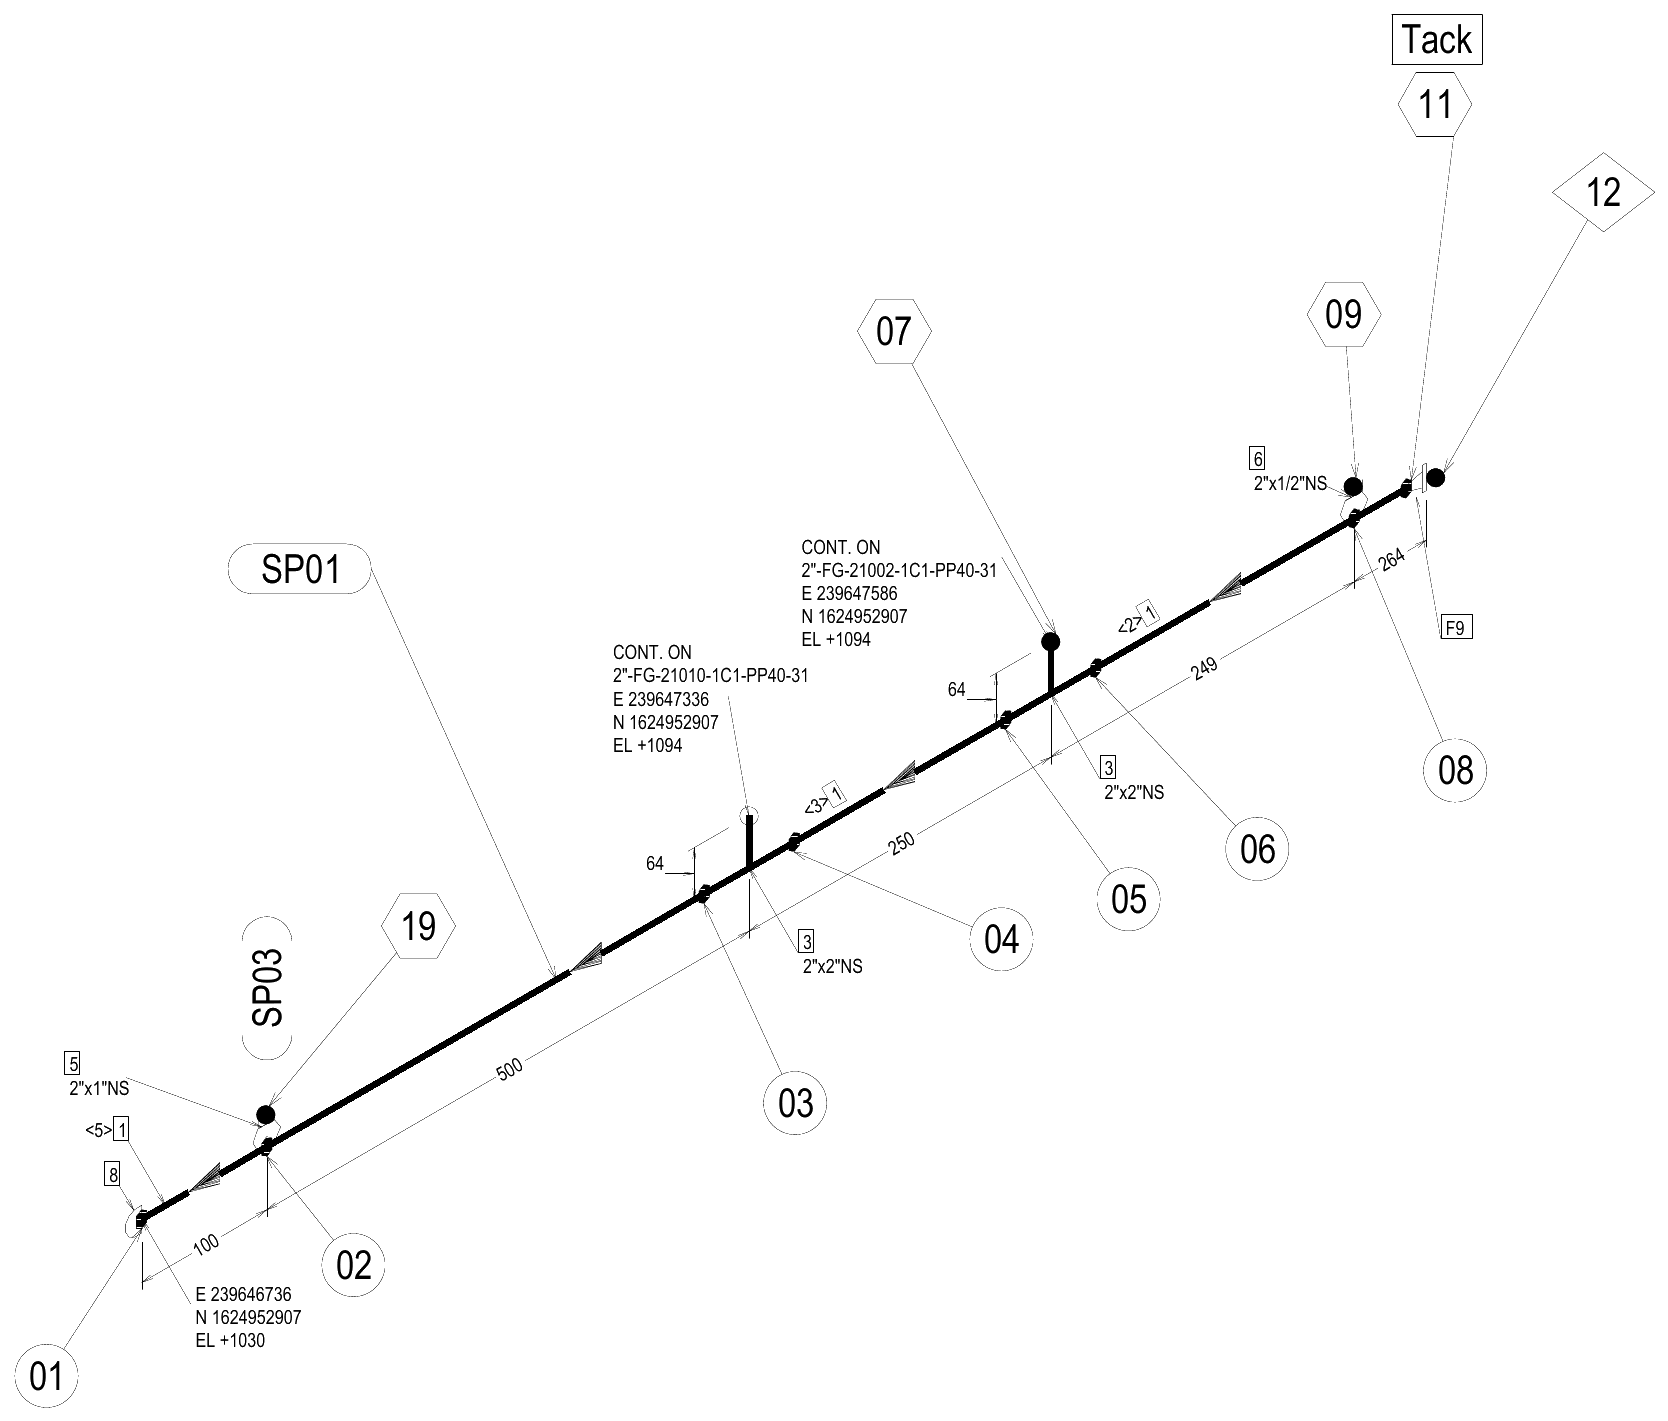 Tack
11
12
09
07
6
2"x1/2"NS
264
CONT. ON
2"-FG-21002-1C1-PP40-31
E 239647586
N 1624952907
EL +1094
SP01
<2>1
F9
CONT. ON
2"-FG-21010-1C1-PP40-31
E 239647336
N 1624952907
EL +1094
64
249
3
2"x2"NS
08
<3>1
250
06
64
05
19
04
3
2"x2"NS
SP03
500
03
5
2"x1"NS
<5>1
8
100
02
E 239646736
N 1624952907
EL +1030
01